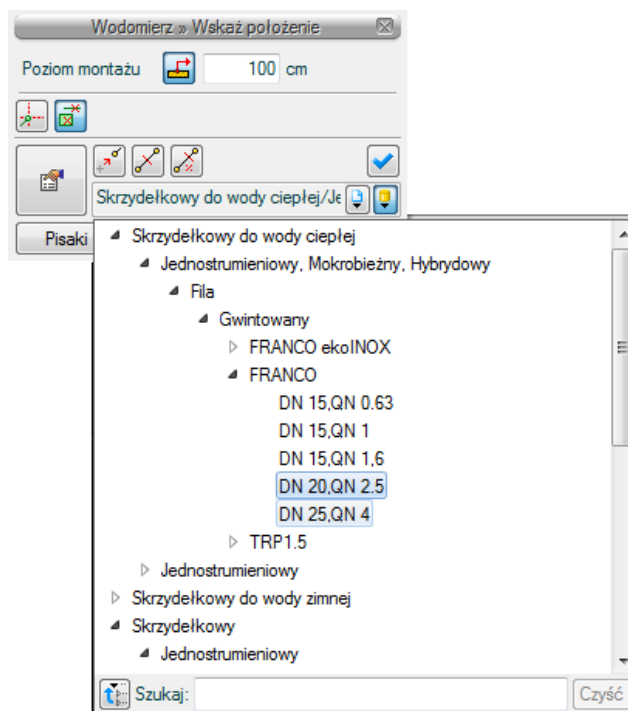 Wodomierz » Wskaż położenie
Poziom montażu 100 cm
Skrzydełkowy do wody ciepłej/Je
Pisaki
Skrzydełkowy do wody ciepłej
Jednostrumieniowy, Mokrobieżny, Hybrydowy
Fila
Gwintowany
FRANCO ekoINOX
FRANCO
DN 15,QN 0.63
DN 15,QN 1
DN 15,QN 1,6
DN 20,QN 2.5
DN 25,QN 4
TRP1.5
Jednostrumieniowy
Skrzydełkowy do wody zimnej
Skrzydełkowy
Jednostrumieniowy
Szukaj: Czyść